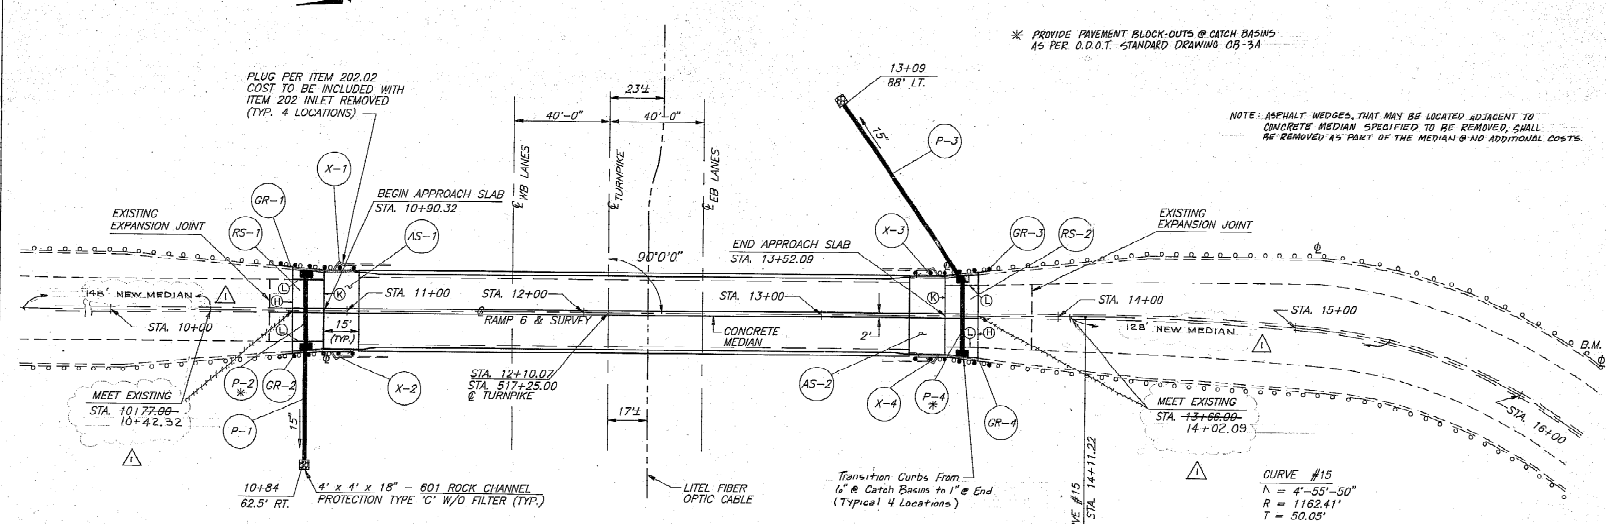 ✳ PROVIDE PAVEMENT BLOCK-OUTS @ CATCH BASINS
AS PER O.D.O.T. STANDARD DRAWING CB-3A
PLUG PER ITEM 202.02
COST TO BE INCLUDED WITH
ITEM 202 INLET REMOVED
(TYP. 4 LOCATIONS)
13+09
88' LT.
23'±
40'-0"
40'-0"
NOTE: ASPHALT WEDGES, THAT MAY BE LOCATED ADJACENT TO
CONCRETE MEDIAN SPECIFIED TO BE REMOVED, SHALL
BE REMOVED AS PART OF THE MEDIAN @ NO ADDITIONAL COSTS.
15'
P-3
X-1
℄ WB LANES
℄ TURNPIKE
℄ EB LANES
BEGIN APPROACH SLAB
STA. 10+90.32
GR-1
EXISTING
EXPANSION JOINT
RS-1
AS-1
X-3
GR-3
RS-2
EXISTING
EXPANSION JOINT
END APPROACH SLAB
STA. 13+52.09
90°0'0"
L
H
K
L
K
L
L
H
148' NEW MEDIAN
1
STA. 10+00
STA. 11+00
STA. 12+00
STA. 13+00
STA. 14+00
STA. 15+00
℄
RAMP 6 & SURVEY
15'
(TYP.)
CONCRETE
MEDIAN
2'
128' NEW MEDIAN
1
B.M.
STA. 12+10.07
STA. 517+25.00
℄ TURNPIKE
P-2
✳
GR-2
X-2
AS-2
X-4
P-4
✳
GR-4
MEET EXISTING
STA. 10+77.00
10+42.32
1
P-1
15'
17'±
MEET EXISTING
STA. 13+66.00
14+02.09
1
STA. 16+00
10+84
62.5' RT.
4' x 4' x 18" - 601 ROCK CHANNEL
PROTECTION TYPE 'C' W/O FILTER (TYP.)
LITEL FIBER
OPTIC CABLE
Transition Curbs From
6" @ Catch Basins to 1" @ End
(Typical 4 Locations)
#15
STA. 14+11.22
CURVE #15
Δ = 4°-55'-50"
R = 1162.41'
T = 50.05'